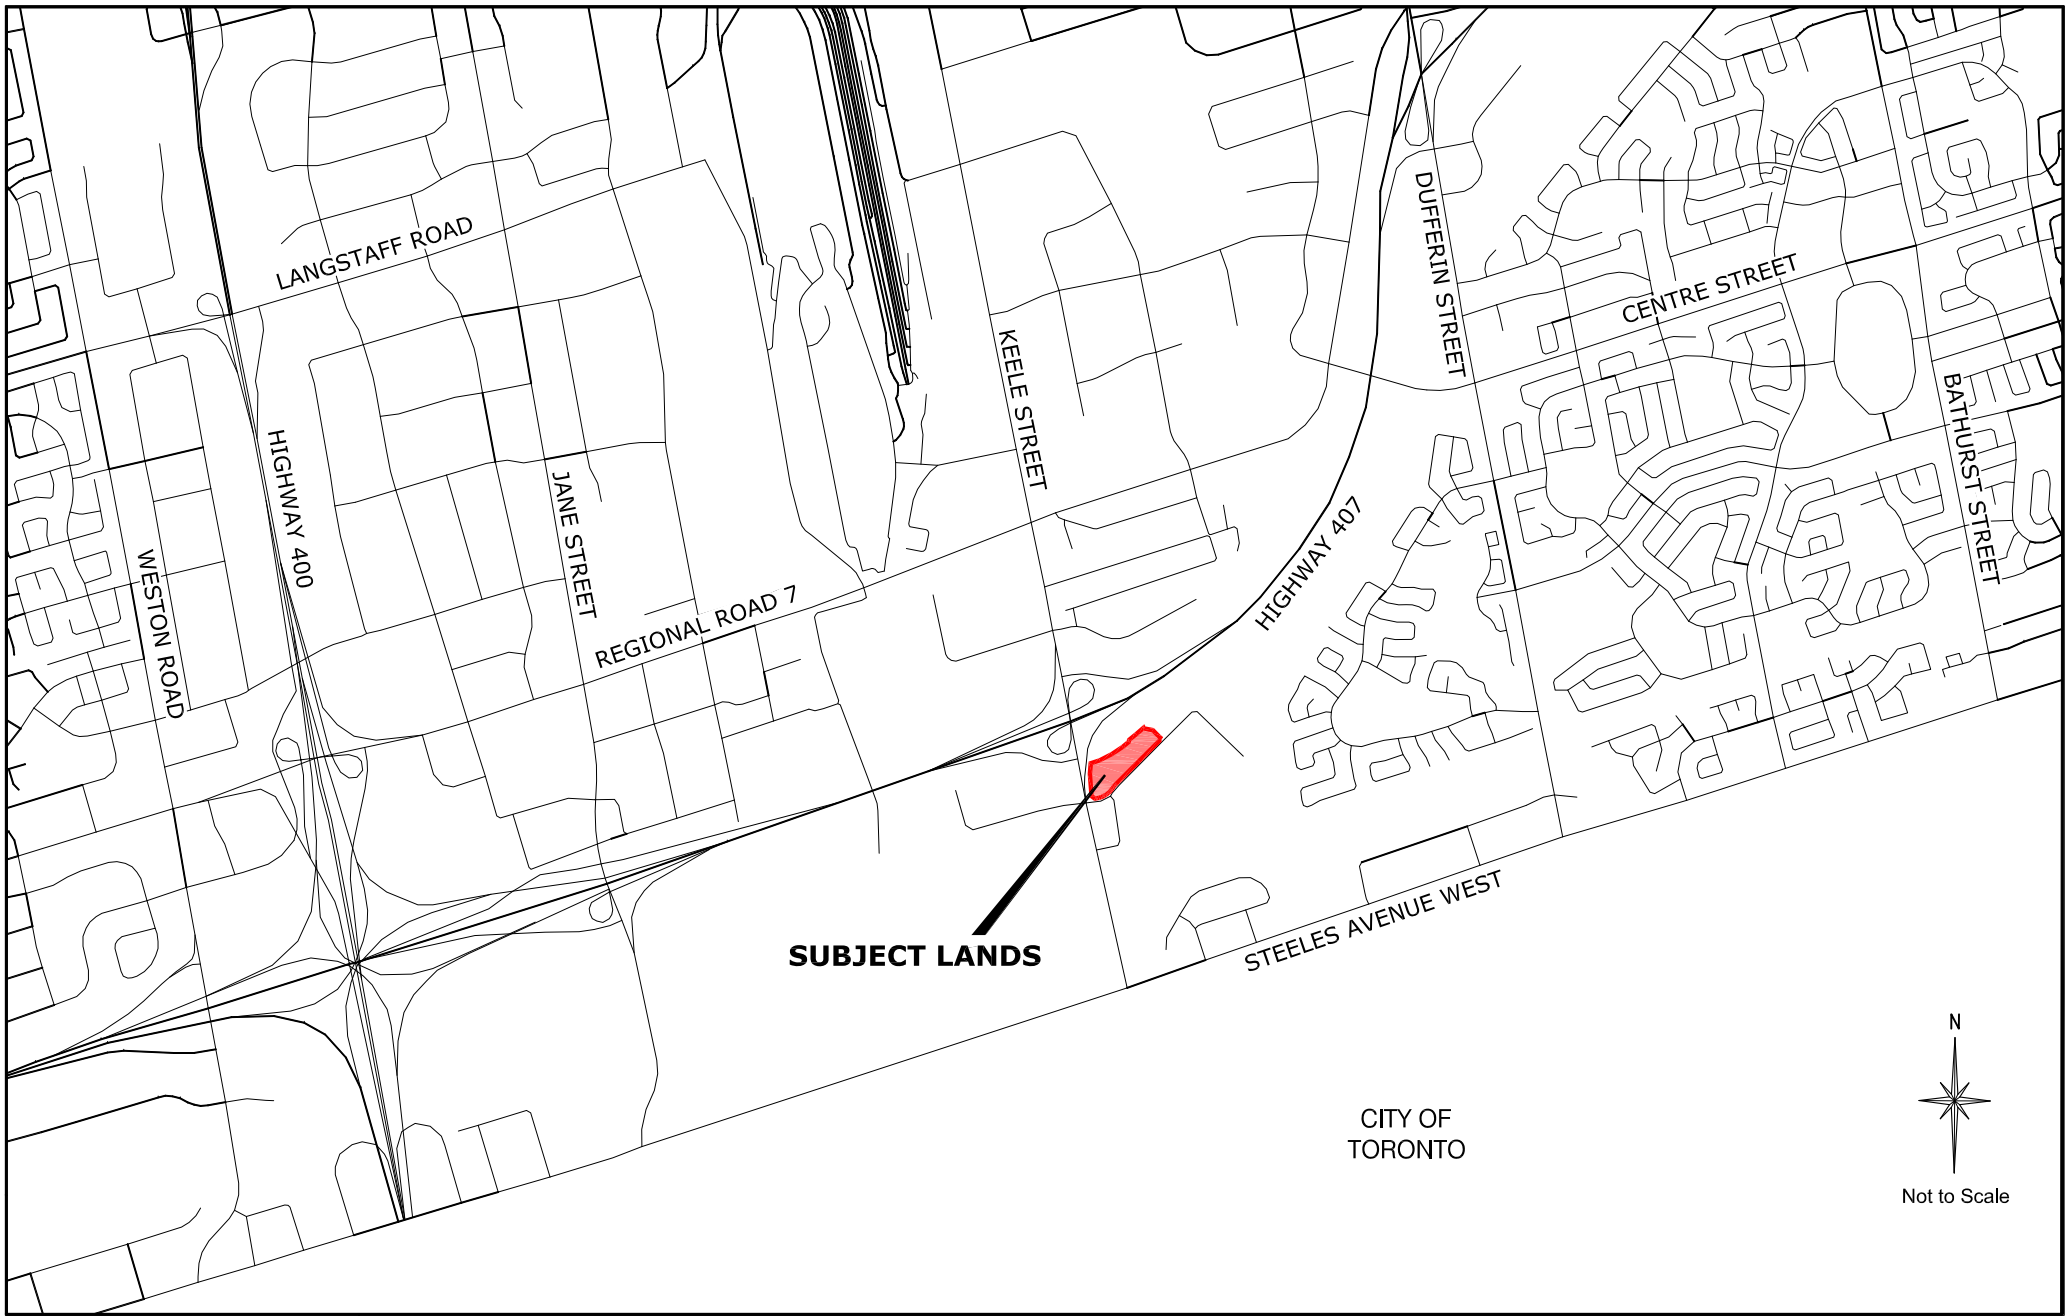 LANGSTAFF ROAD
DUFFERIN STREET
CENTRE STREET
KEELE STREET
BATHURST STREET
HIGHWAY 400
JANE STREET
HIGHWAY 407
WESTON ROAD
REGIONAL ROAD 7
STEELES AVENUE WEST
SUBJECT LANDS
N
CITY OF
TORONTO
Not to Scale